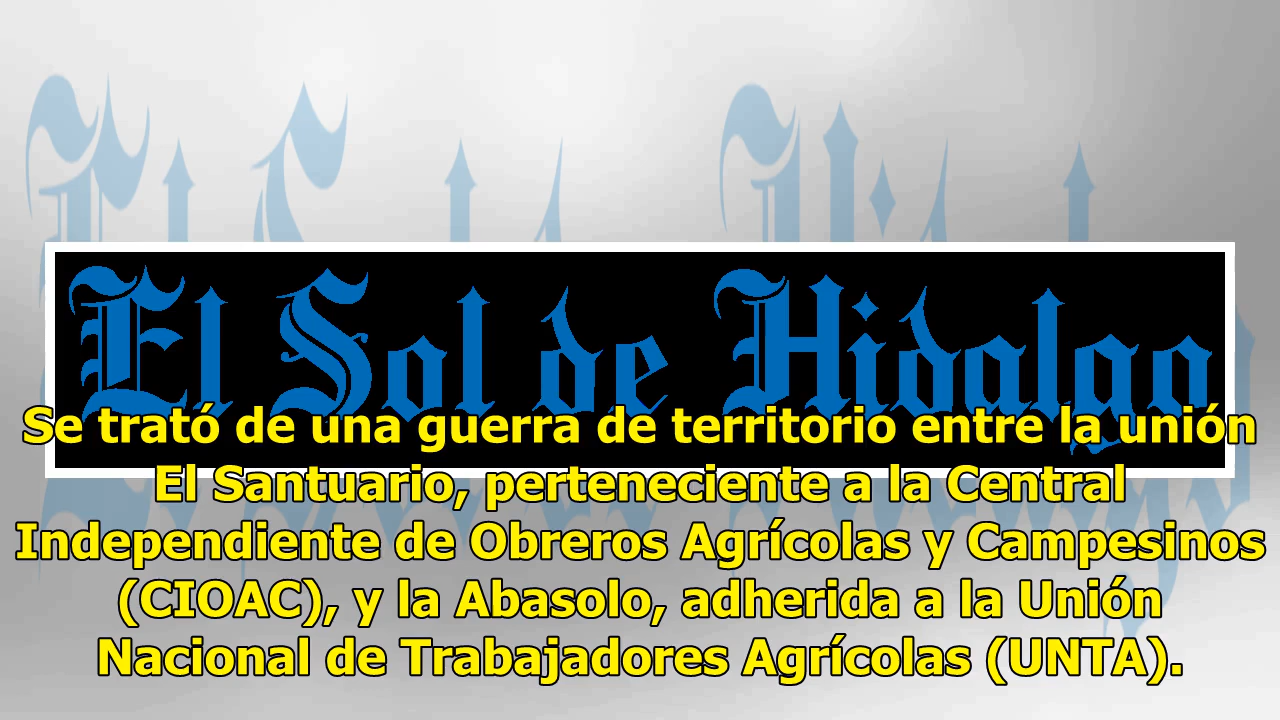 El Sol de Hidalgo
Se trató de una guerra de territorio entre la unión
El Santuario, perteneciente a la Central
Independiente de Obreros Agrícolas y Campesinos
(CIOAC), y la Abasolo, adherida a la Unión
Nacional de Trabajadores Agrícolas (UNTA).